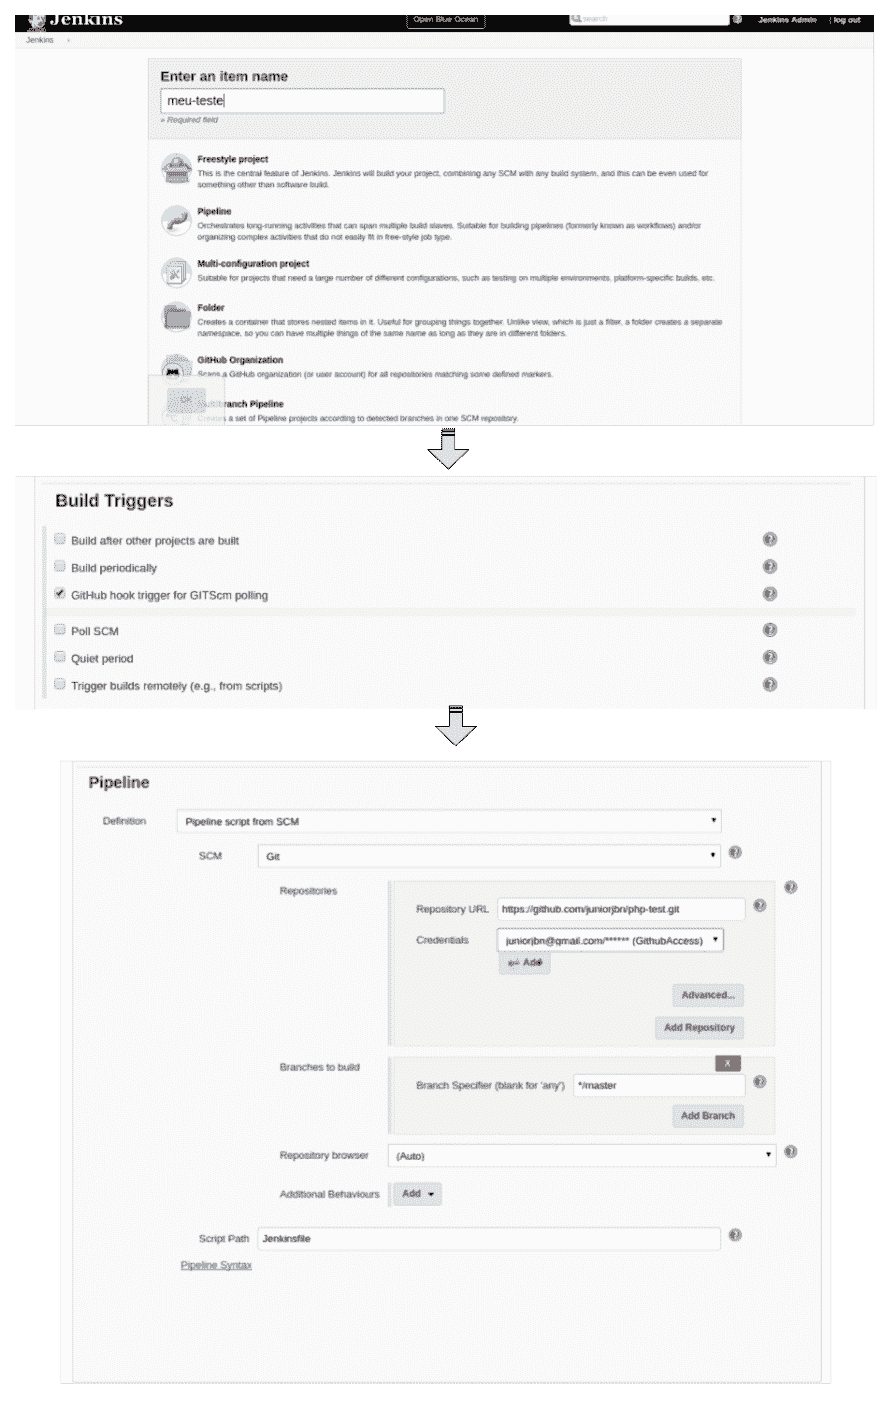 Jenkins
Open Blue Ocean
search
Jenkins Admin
| log out
Jenkins
Enter an item name
meu-teste
» Required field
Freestyle project
This is the central feature of Jenkins. Jenkins will build your project, combining any SCM with any build system, and this can be even used for
something other than software build.
Pipeline
Orchestrates long-running activities that can span multiple build slaves. Suitable for building pipelines (formerly known as workflows) and/or
organizing complex activities that do not easily fit in free-style job type.
Multi-configuration project
Suitable for projects that need a large number of different configurations, such as testing on multiple environments, platform-specific builds, etc.
Folder
Creates a container that stores nested items in it. Useful for grouping things together. Unlike view, which is just a filter, a folder creates a separate
namespace, so you can have multiple things of the same name as long as they are in different folders.
GitHub Organization
Scans a GitHub organization (or user account) for all repositories matching some defined markers.
OK
Multibranch Pipeline
Creates a set of Pipeline projects according to detected branches in one SCM repository.
Build Triggers
Build after other projects are built
Build periodically
GitHub hook trigger for GITScm polling
Poll SCM
Quiet period
Trigger builds remotely (e.g., from scripts)
Pipeline
Definition
Pipeline script from SCM
SCM
Git
Repositories
Repository URL
https://github.com/juniorjbn/php-test.git
Credentials
juniorjbn@gmail.com/****** (GithubAccess)
Add
Advanced...
Add Repository
Branches to build
X
Branch Specifier (blank for 'any')
*/master
Add Branch
Repository browser
(Auto)
Additional Behaviours
Add
Script Path
Jenkinsfile
Pipeline Syntax